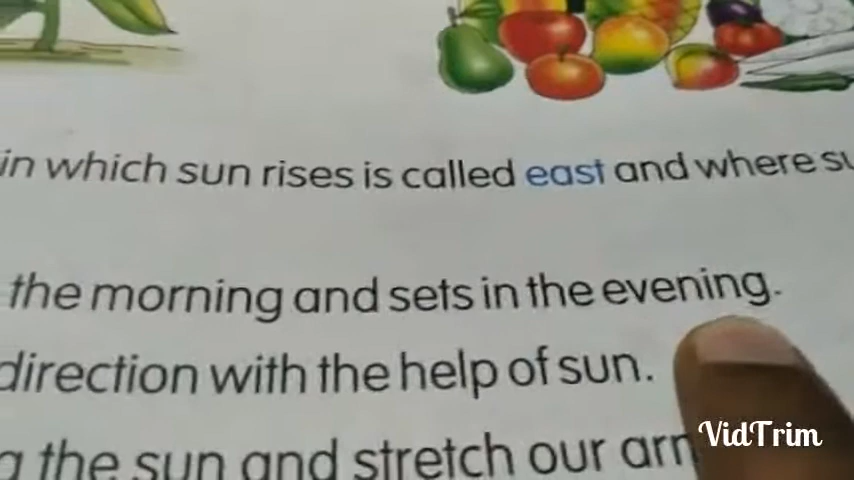 in which sun rises is called east and where
the morning and sets in the evening.
direction with the help of sun.
the sun and stretch our
VidTrim